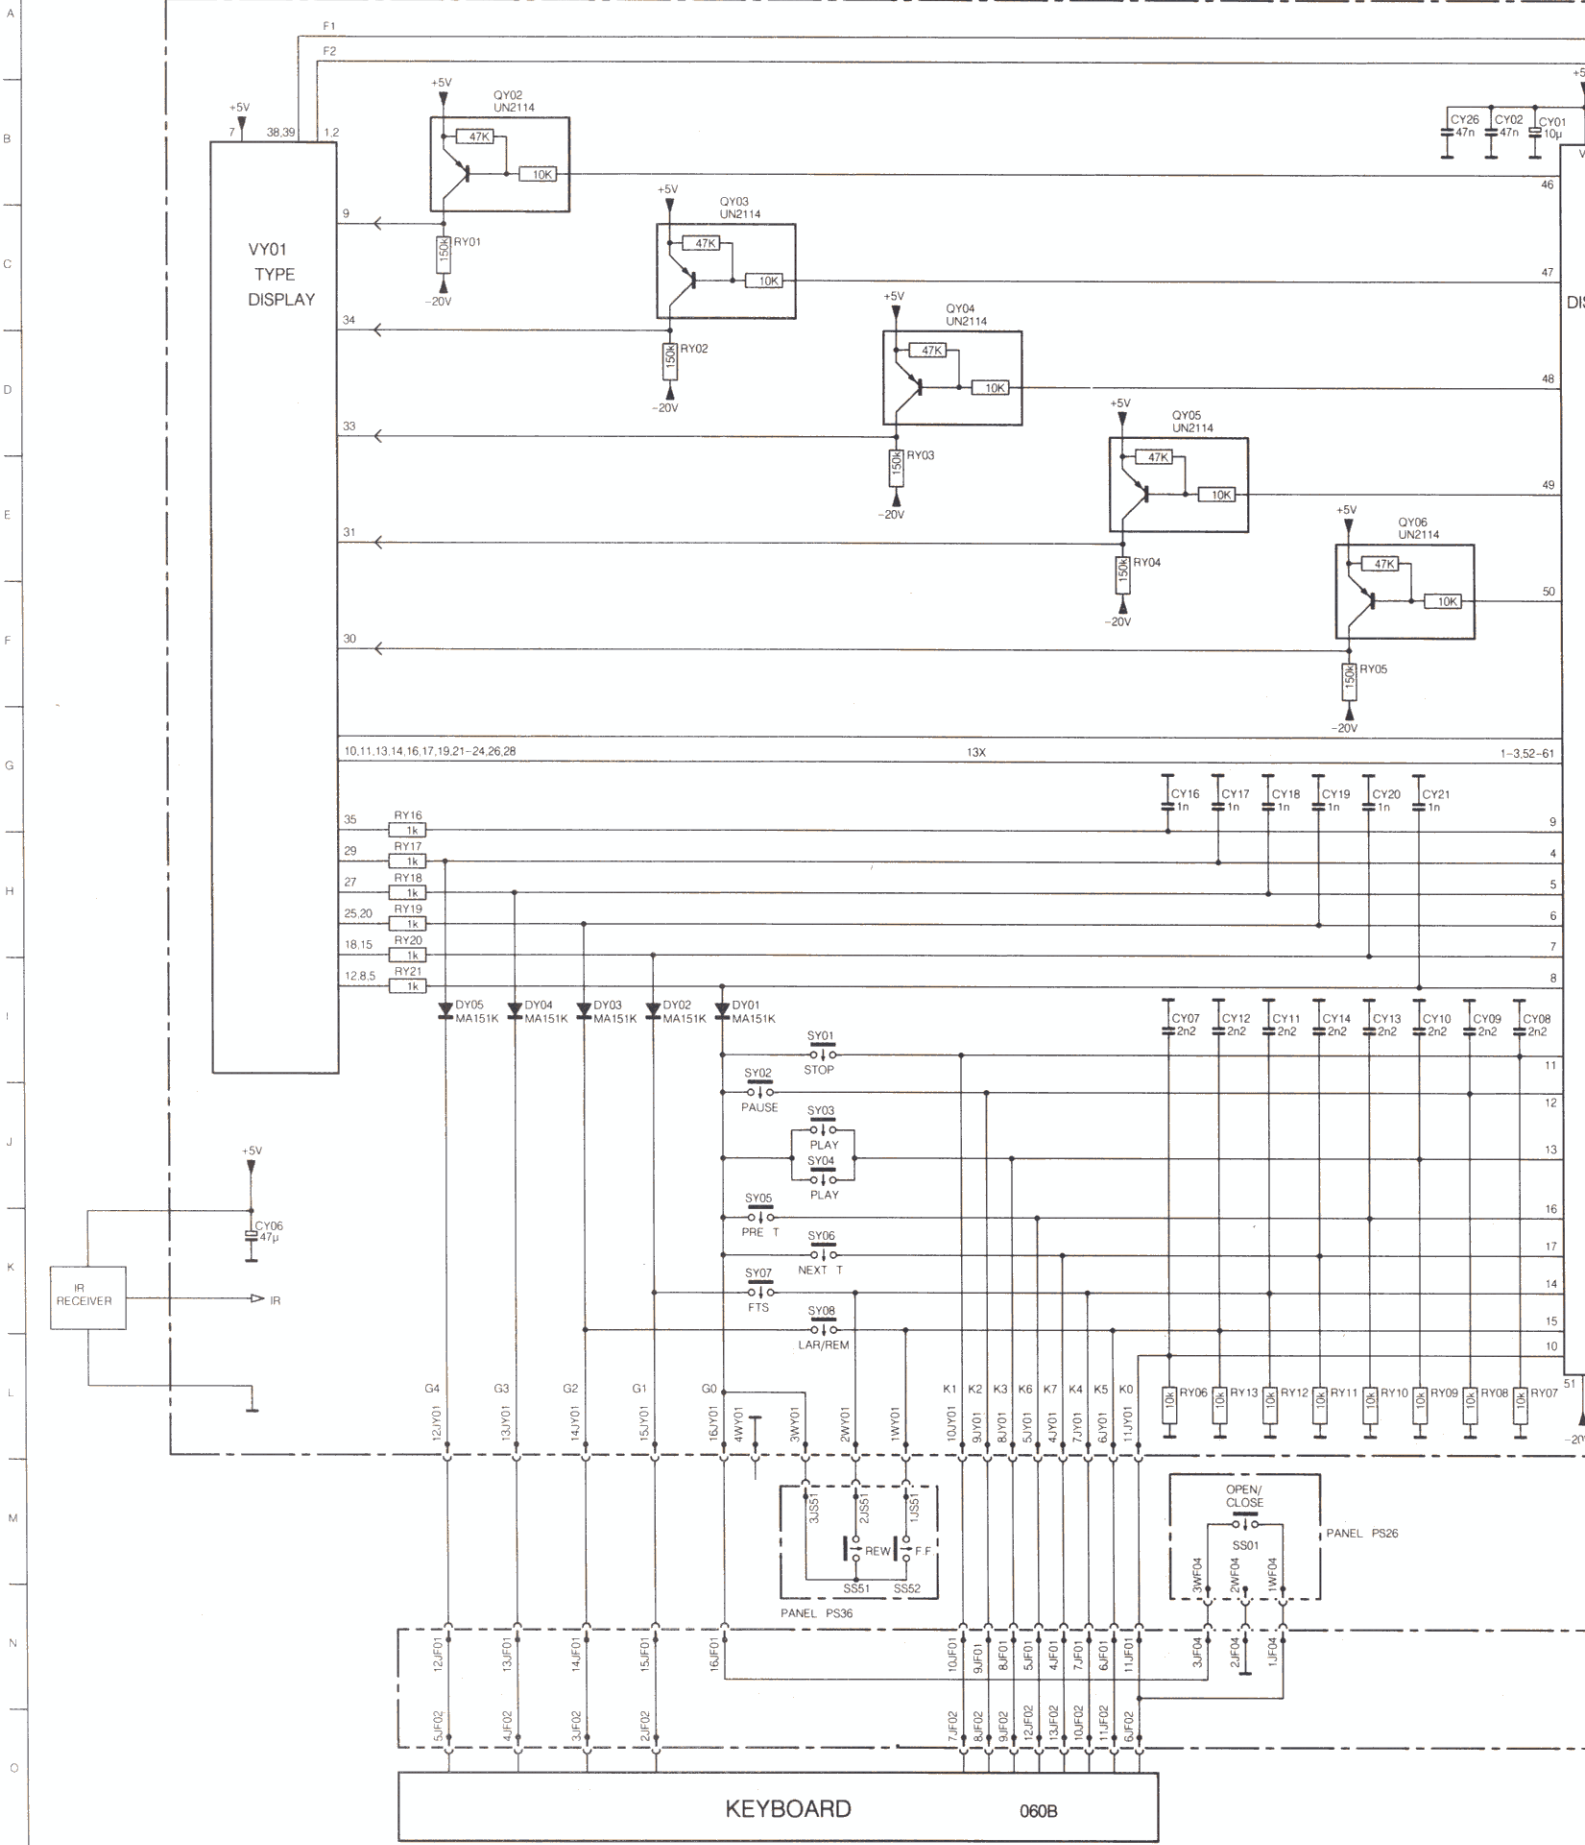 A
F1
F2
+5V
QY02
UN2114
+5V
7
38,39
1,2
B
47K
10K
CY26
47n
CY02
47n
CY01
10µ
46
+5V
QY03
UN2114
9
RY01
150k
-20V
C
VY01
TYPE
DISPLAY
47K
10K
47
+5V
QY04
UN2114
34
RY02
150k
-20V
D
47K
10K
48
+5V
QY05
UN2114
33
RY03
150k
-20V
E
47K
10K
49
+5V
QY06
UN2114
31
RY04
150k
-20V
F
47K
10K
50
30
RY05
150k
-20V
G
10,11,13,14,16,17,19,21-24,26,28
13X
1-3,52-61
CY16
1n
CY17
1n
CY18
1n
CY19
1n
CY20
1n
CY21
1n
35
RY16
1k
9
29
RY17
1k
4
H
27
RY18
1k
5
25,20
RY19
1k
6
18,15
RY20
1k
7
12,8,5
RY21
1k
8
I
DY05
MA151K
DY04
MA151K
DY03
MA151K
DY02
MA151K
DY01
MA151K
CY07
2n2
CY12
2n2
CY11
2n2
CY14
2n2
CY13
2n2
CY10
2n2
CY09
2n2
CY08
2n2
SY01
STOP
11
SY02
PAUSE
12
J
SY03
PLAY
SY04
PLAY
13
+5V
SY05
PRE T
16
CY06
47µ
K
SY06
NEXT T
17
IR
RECEIVER
IR
SY07
FTS
14
SY08
LAR/REM
15
10
L
G4
G3
G2
G1
G0
K1
K2
K3
K6
K7
K4
K5
K0
10k
RY06
10k
RY13
10k
RY12
10k
RY11
10k
RY10
10k
RY09
10k
RY08
10k
RY07
51
12JY01
13JY01
14JY01
15JY01
16JY01
4WY01
3WY01
2WY01
1WY01
10JY01
9JY01
8JY01
5JY01
4JY01
7JY01
6JY01
11JY01
M
3JS51
2JS51
1JS51
REW
F.F
SS51
SS52
PANEL PS36
OPEN/
CLOSE
SS01
PANEL PS26
3WF04
2WF04
1WF04
N
12JF01
13JF01
14JF01
15JF01
16JF01
10JF01
9JF01
8JF01
5JF01
4JF01
7JF01
6JF01
11JF01
3JF04
2JF04
1JF04
5JF02
4JF02
3JF02
2JF02
7JF02
8JF02
9JF02
12JF02
13JF02
10JF02
11JF02
6JF02
O
KEYBOARD
060B